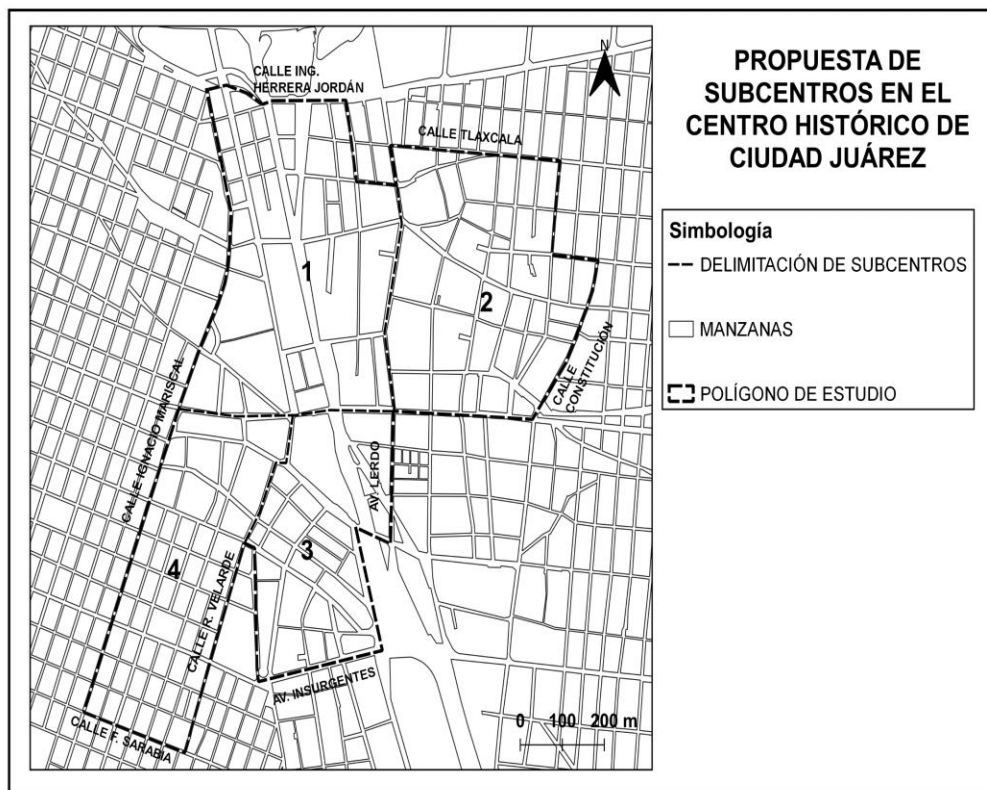 PROPUESTA DE
SUBCENTROS EN EL
CENTRO HISTÓRICO DE
CIUDAD JUÁREZ
Simbología
DELIMITACIÓN DE SUBCENTROS
MANZANAS
POLÍGONO DE ESTUDIO
N
CALLE ING.
HERRERA JORDÁN
CALLE TLAXCALA
1
2
CALLE
CONSTITUCIÓN
CALLE IGNACIO MARISCAL
AV. LERDO
3
4
CALLE R. VELARDE
AV. INSURGENTES
CALLE F. SARABIA
0 100 200 m